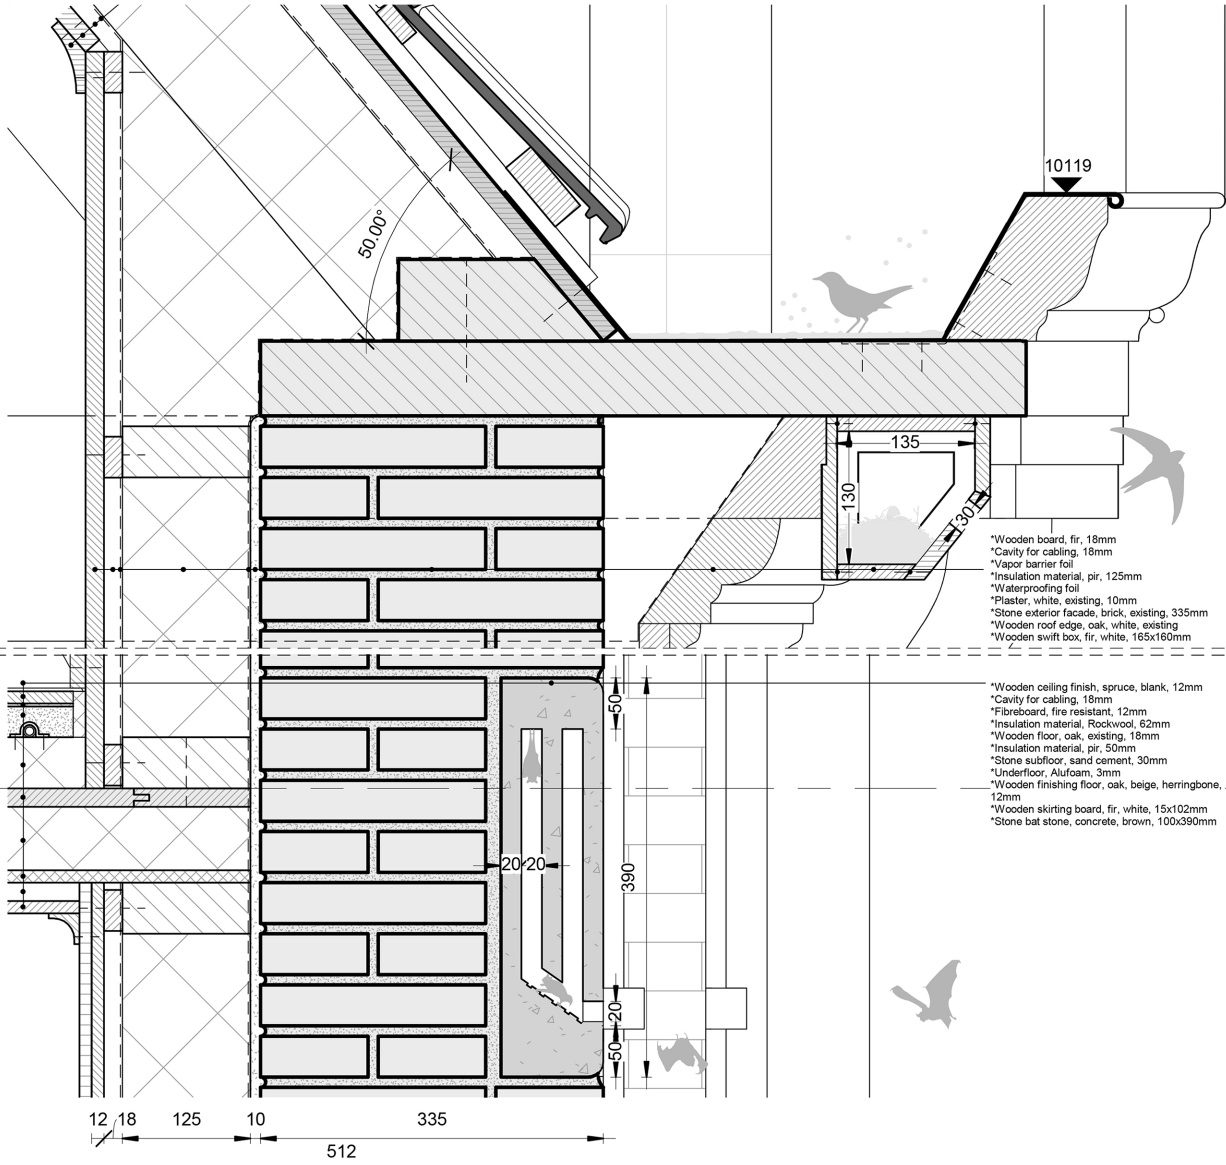 10119
50.00°
135
130
30
*Wooden board, fir, 18mm
*Cavity for cabling, 18mm
*Vapor barrier foil
*Insulation material, pir, 125mm
*Waterproofing foil
*Plaster, white, existing, 10mm
*Stone exterior facade, brick, existing, 335mm
*Wooden roof edge, oak, white, existing
*Wooden swift box, fir, white, 165x160mm
*Wooden ceiling finish, spruce, blank, 12mm
*Cavity for cabling, 18mm
*Fibreboard, fire resistant, 12mm
*Insulation material, Rockwool, 62mm
*Wooden floor, oak, existing, 18mm
*Insulation material, pir, 50mm
*Stone subfloor, sand cement, 30mm
*Underfloor, Alufoam, 3mm
*Wooden finishing floor, oak, beige, herringbone,
12mm
*Wooden skirting board, fir, white, 15x102mm
*Stone bat stone, concrete, brown, 100x390mm
50
20 20
390
20
50
12 18 125 10 335
512